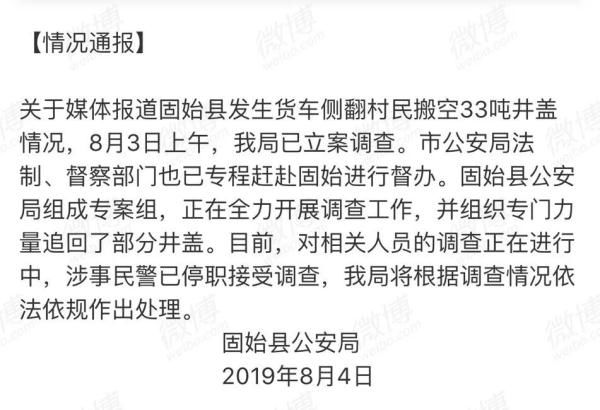 【情况通报】
关于媒体报道固始县发生货车侧翻村民搬空33吨井盖
情况，8月3日上午，我局已立案调查。市公安局法
制、督察部门也已专程赶赴固始进行督办。固始县公安
局组成专案组，正在全力开展调查工作，并组织专门力
量追回了部分井盖。目前，对相关人员的调查正在进行
中，涉事民警已停职接受调查，我局将根据调查情况依
法依规作出处理。
固始县公安局
2019年8月4日
微博
weibo.com